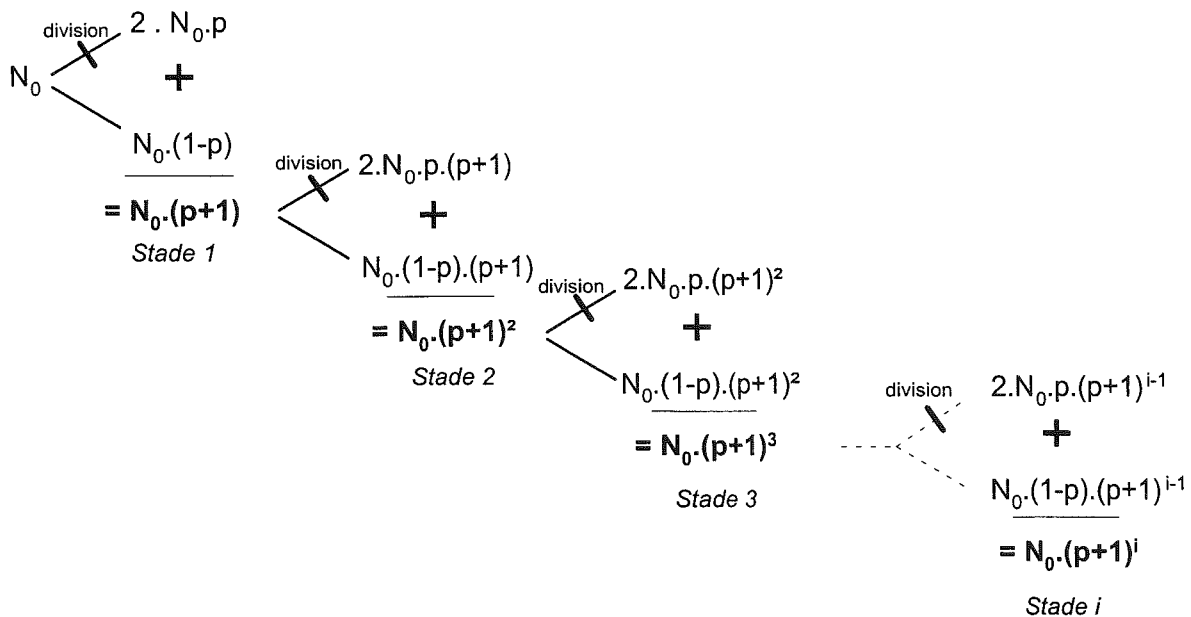 division
2 . N₀.p
N₀
+
N₀.(1-p)
= N₀.(p+1)
Stade 1
division
2.N₀.p.(p+1)
+
N₀.(1-p).(p+1)
= N₀.(p+1)²
Stade 2
division
2.N₀.p.(p+1)²
+
N₀.(1-p).(p+1)²
= N₀.(p+1)³
Stade 3
division
2.N₀.p.(p+1)ⁱ⁻¹
+
N₀.(1-p).(p+1)ⁱ⁻¹
= N₀.(p+1)ⁱ
Stade i